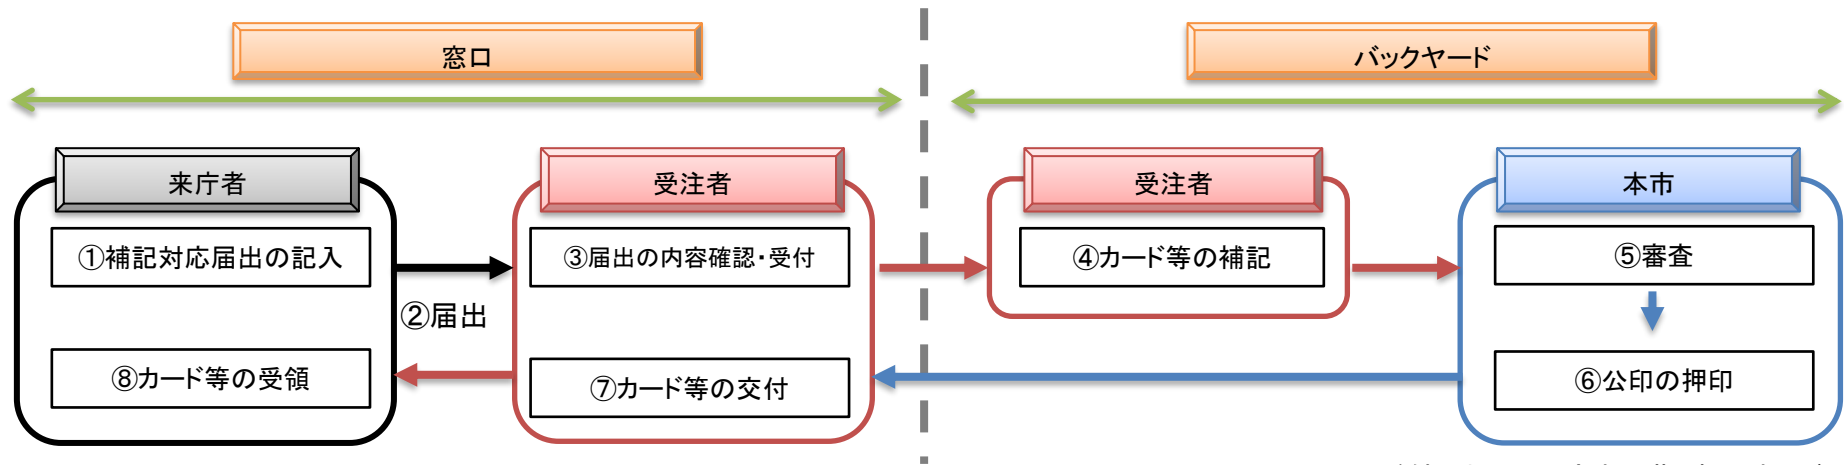 窓口
バックヤード
来庁者
受注者
受注者
本市
①補記対応届出の記入
②届出
③届出の内容確認・受付
④カード等の補記
⑤審査
⑥公印の押印
⑦カード等の交付
⑧カード等の受領